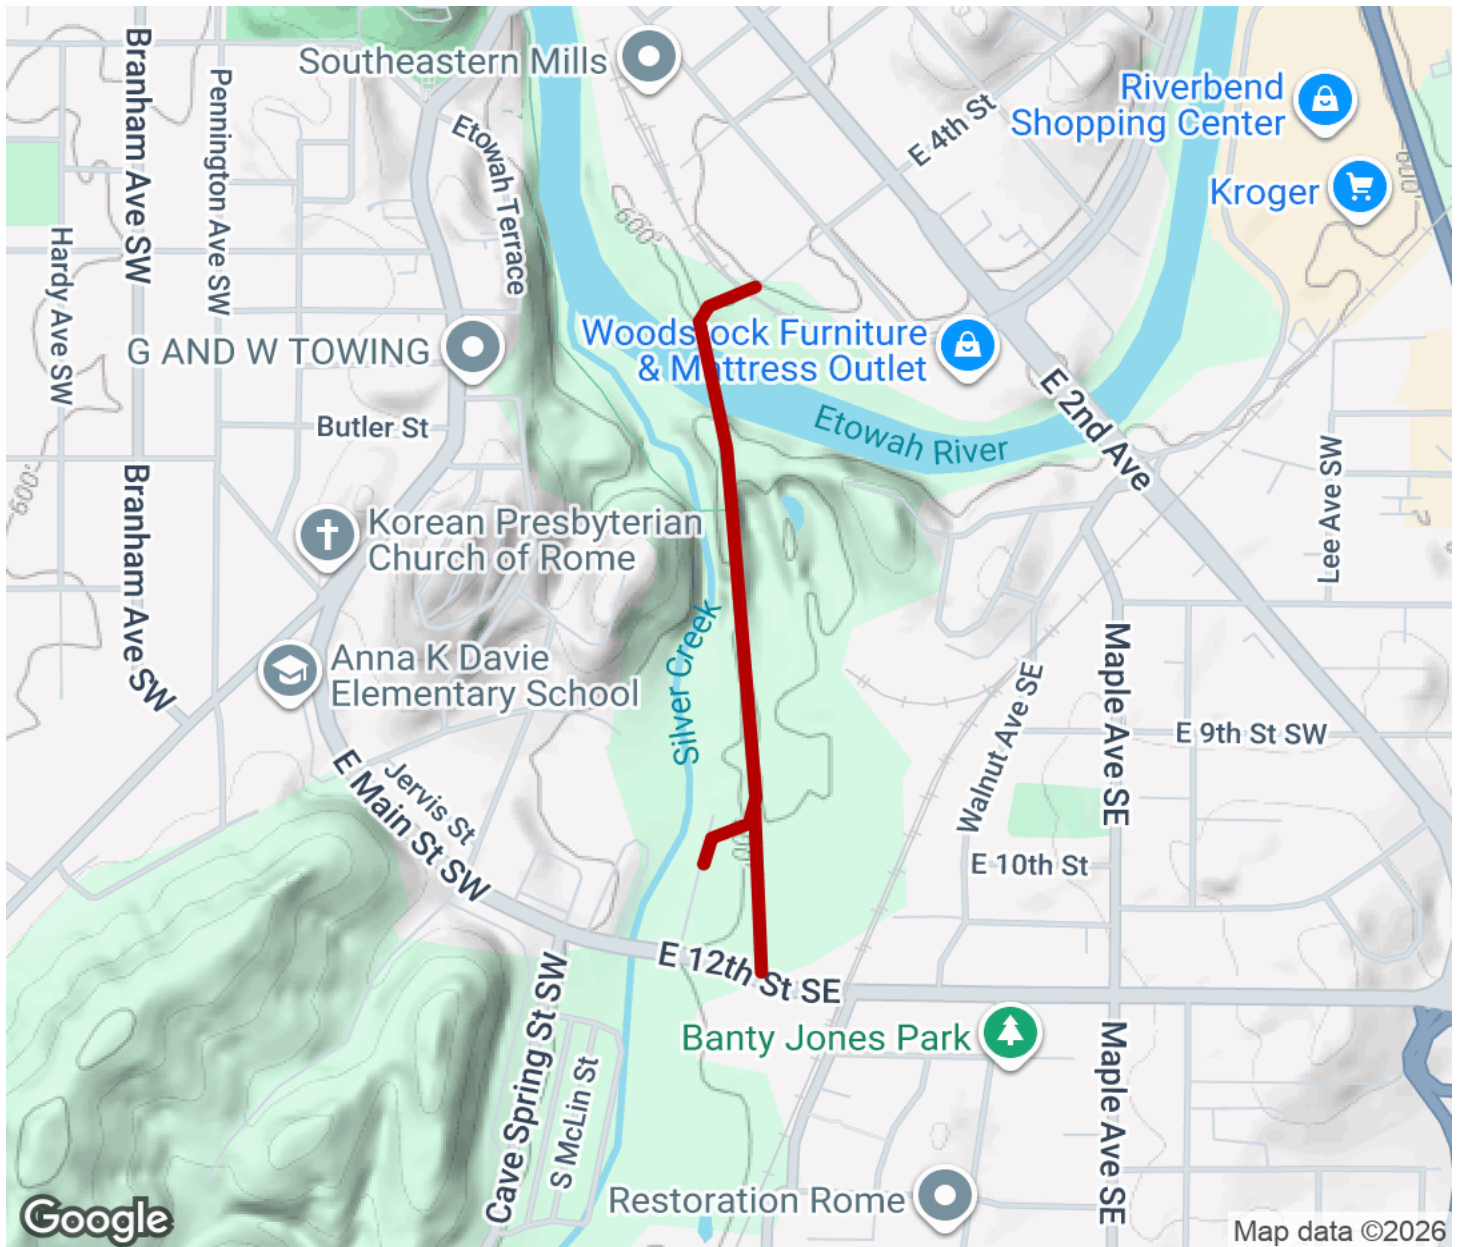 Southeastern Mills
Riverbend
Shopping Center
Kroger
Branham Ave SW
Pennington Ave SW
Etowah Terrace
E 4th St
600'
600'
Hardy Ave SW
G AND W TOWING
Woodstock Furniture
& Mattress Outlet
E 2nd Ave
Etowah River
Butler St
Lee Ave SW
600'
Branham Ave SW
Korean Presbyterian
Church of Rome
Silver Creek
Anna K Davie
Elementary School
Maple Ave SE
Walnut Ave SE
E 9th St SW
Jervis St
E Main St SW
E 10th St
E 12th St SE
Banty Jones Park
Cave Spring St SW
S McLin St
Maple Ave SE
Restoration Rome
Google
Map data ©2026